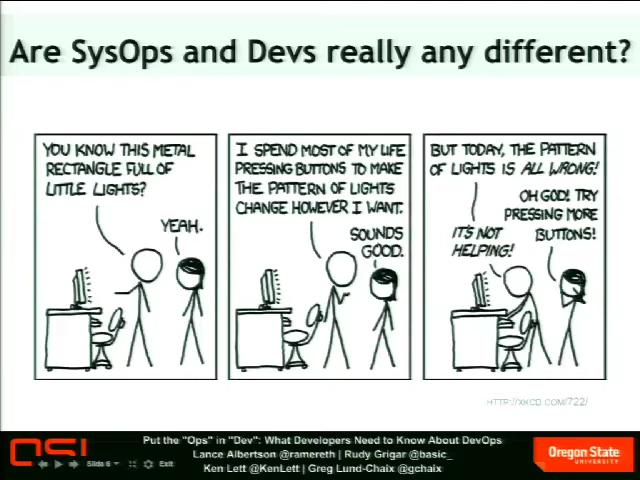 Are SysOps and Devs really any different?
YOU KNOW THIS METAL
RECTANGLE FULL OF
LITTLE LIGHTS?
YEAH.
I SPEND MOST OF MY LIFE
PRESSING BUTTONS TO MAKE
THE PATTERN OF LIGHTS
CHANGE HOWEVER I WANT.
SOUNDS
GOOD.
BUT TODAY, THE PATTERN
OF LIGHTS IS ALL WRONG!
OH GOD! TRY
PRESSING MORE
BUTTONS!
IT'S NOT
HELPING!
HTTP://XKCD.COM/722/
Put the "Ops" in "Dev": What Developers Need to Know About DevOps
Lance Albertson @ramereth | Rudy Grigar @basic_
Ken Lett @KenLett | Greg Lund-Chaix @gchaix
OSl
Slide 6
Exit
Oregon State
UNIVERSITY